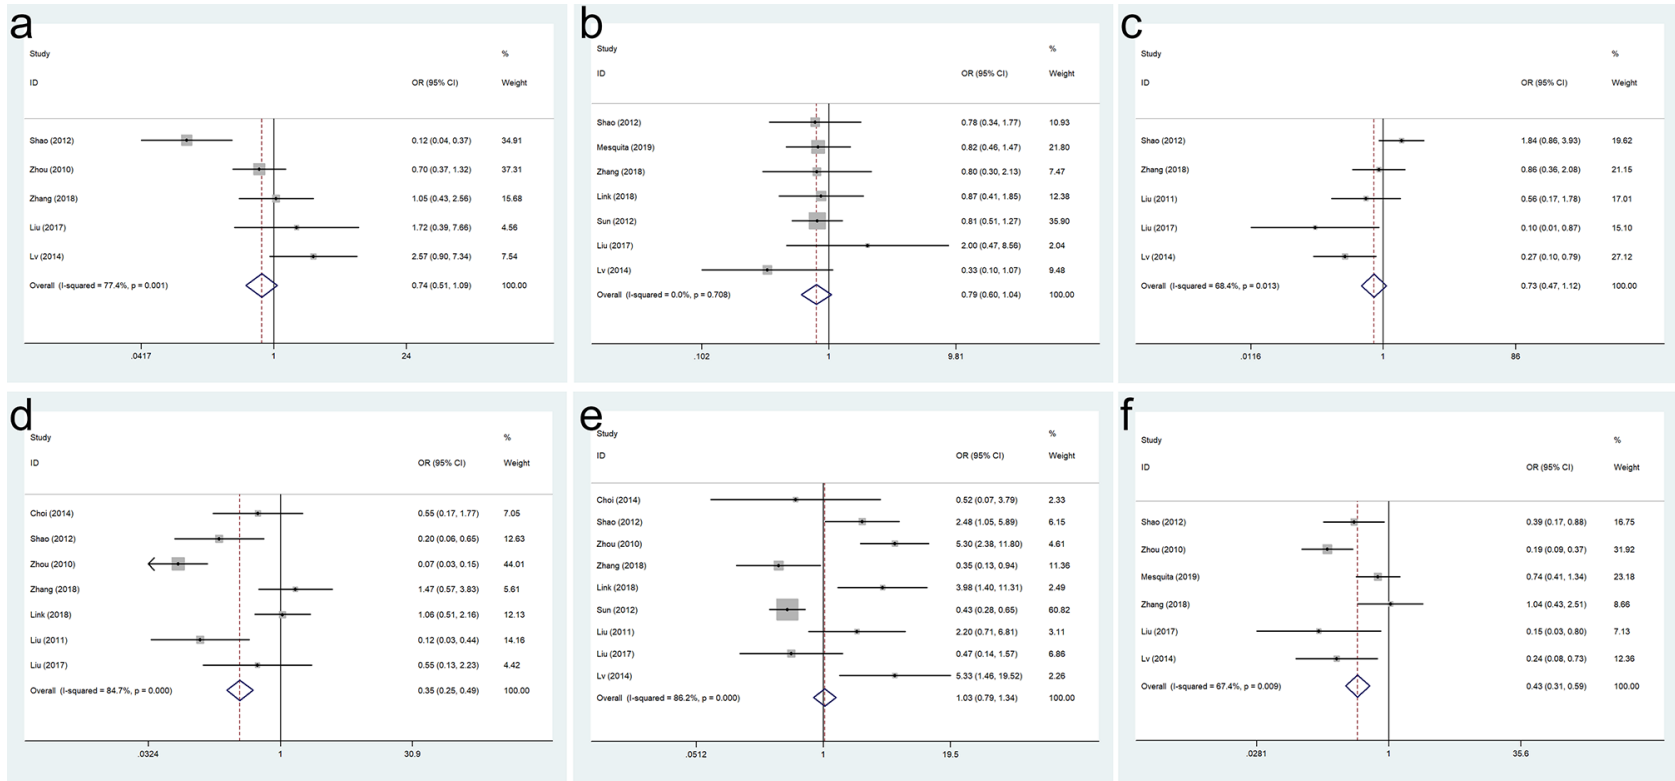 a
Study %
ID OR (95% CI) Weight
Shao (2012) 0.12 (0.04, 0.37) 34.91
Zhou (2010) 0.70 (0.37, 1.32) 37.31
Zhang (2018) 1.05 (0.43, 2.56) 15.68
Liu (2017) 1.72 (0.39, 7.66) 4.56
Lv (2014) 2.57 (0.90, 7.34) 7.54
Overall (I-squared = 77.4%, p = 0.001) 0.74 (0.51, 1.09) 100.00
.0417 1 24
b
Study %
ID OR (95% CI) Weight
Shao (2012) 0.78 (0.34, 1.77) 10.93
Mesquita (2019) 0.82 (0.46, 1.47) 21.80
Zhang (2018) 0.80 (0.30, 2.13) 7.47
Link (2018) 0.87 (0.41, 1.85) 12.38
Sun (2012) 0.81 (0.51, 1.27) 35.90
Liu (2017) 2.00 (0.47, 8.56) 2.04
Lv (2014) 0.33 (0.10, 1.07) 9.48
Overall (I-squared = 0.0%, p = 0.708) 0.79 (0.60, 1.04) 100.00
.102 1 9.81
c
Study %
ID OR (95% CI) Weight
Shao (2012) 1.84 (0.86, 3.93) 19.62
Zhang (2018) 0.86 (0.36, 2.08) 21.15
Liu (2011) 0.56 (0.17, 1.78) 17.01
Liu (2017) 0.10 (0.01, 0.87) 15.10
Lv (2014) 0.27 (0.10, 0.79) 27.12
Overall (I-squared = 68.4%, p = 0.013) 0.73 (0.47, 1.12) 100.00
.0116 1 86
d
Study %
ID OR (95% CI) Weight
Choi (2014) 0.55 (0.17, 1.77) 7.05
Shao (2012) 0.20 (0.06, 0.65) 12.63
Zhou (2010) 0.07 (0.03, 0.15) 44.01
Zhang (2018) 1.47 (0.57, 3.83) 5.61
Link (2018) 1.06 (0.51, 2.16) 12.13
Liu (2011) 0.12 (0.03, 0.44) 14.16
Liu (2017) 0.55 (0.13, 2.23) 4.42
Overall (I-squared = 84.7%, p = 0.000) 0.35 (0.25, 0.49) 100.00
.0324 1 30.9
e
Study %
ID OR (95% CI) Weight
Choi (2014) 0.52 (0.07, 3.79) 2.33
Shao (2012) 2.48 (1.05, 5.89) 6.15
Zhou (2010) 5.30 (2.38, 11.80) 4.61
Zhang (2018) 0.35 (0.13, 0.94) 11.36
Link (2018) 3.98 (1.40, 11.31) 2.49
Sun (2012) 0.43 (0.28, 0.65) 60.82
Liu (2011) 2.20 (0.71, 6.81) 3.11
Liu (2017) 0.47 (0.14, 1.57) 6.86
Lv (2014) 5.33 (1.46, 19.52) 2.26
Overall (I-squared = 86.2%, p = 0.000) 1.03 (0.79, 1.34) 100.00
.0512 1 19.5
f
Study %
ID OR (95% CI) Weight
Shao (2012) 0.39 (0.17, 0.88) 16.75
Zhou (2010) 0.19 (0.09, 0.37) 31.92
Mesquita (2019) 0.74 (0.41, 1.34) 23.18
Zhang (2018) 1.04 (0.43, 2.51) 8.66
Liu (2017) 0.15 (0.03, 0.80) 7.13
Lv (2014) 0.24 (0.08, 0.73) 12.36
Overall (I-squared = 67.4%, p = 0.009) 0.43 (0.31, 0.59) 100.00
.0281 1 35.6